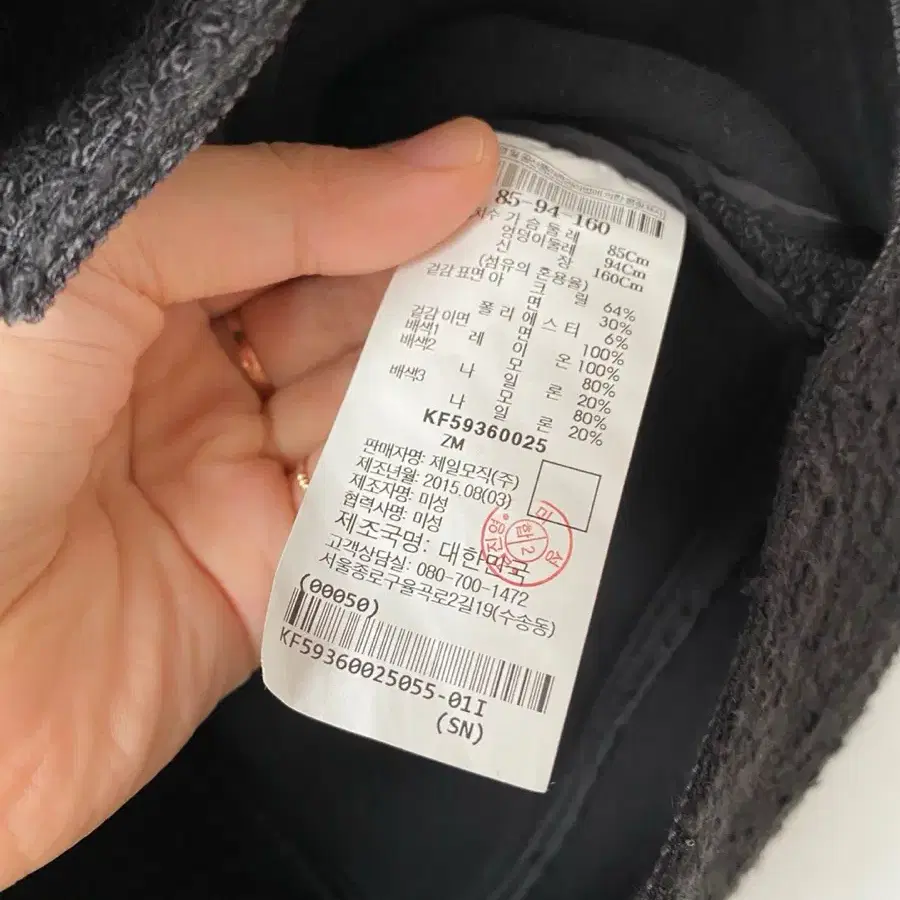 85-94-160
치수 가슴둘레 85Cm
엉덩이둘레 94Cm
신 장 160Cm
(섬유의 혼용율)
겉감 표면 아 크 릴 64%
면 30%
폴 리 에 스 터 6%
겉감 이면 면 100%
배색1 레 이 온 100%
배색2 모 80%
나 일 론 20%
배색3 모 80%
나 일 론 20%
KF59360025
ZM
판매자명: 제일모직(주)
제조년월: 2015.08(03)
제조자명: 미성
협력사명: 미성
제조국명: 대한민국
고객상담실: 080-700-1472
서울종로구율곡로2길19(수송동)
(00050)
KF59360025055-01I
(SN)
미성
합
2